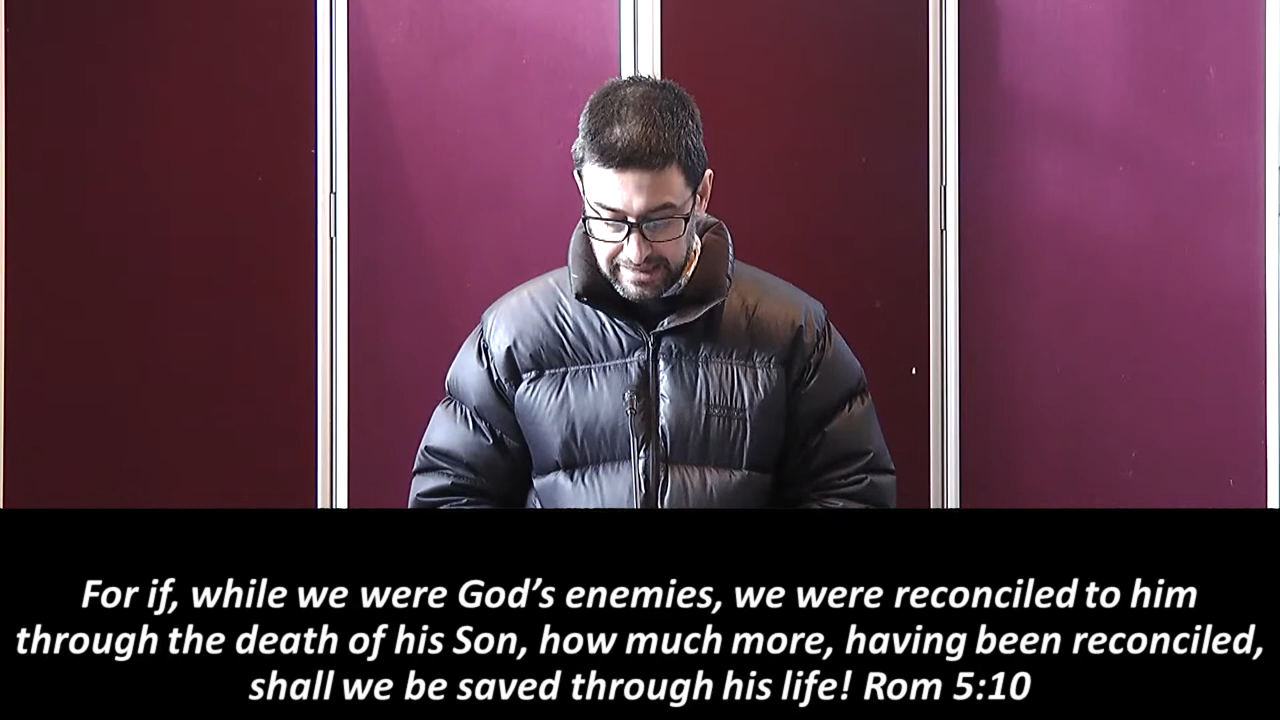 For if, while we were God’s enemies, we were reconciled to him
through the death of his Son, how much more, having been reconciled,
shall we be saved through his life! Rom 5:10